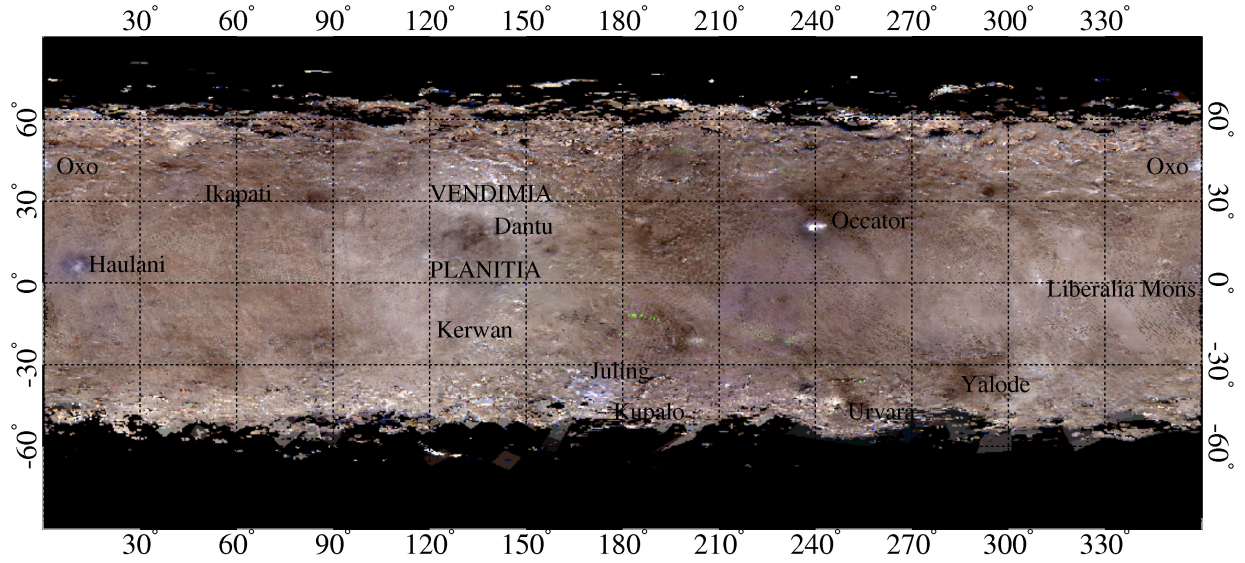 30° 60° 90° 120° 150° 180° 210° 240° 270° 300° 330°
60° 60°
Oxo Oxo
Ikapati VENDIMIA
30° 30°
Dantu Occator
Haulani PLANITIA
0° 0°
Liberalia Mons
Kerwan
-30° -30°
Juling
Yalode
Kupalo Urvara
-60° -60°
30° 60° 90° 120° 150° 180° 210° 240° 270° 300° 330°